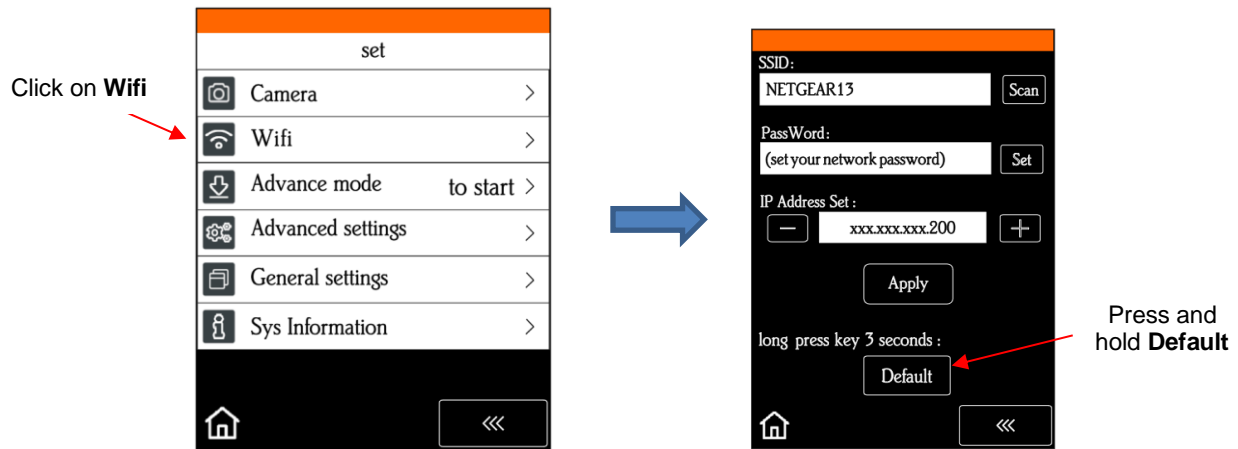 Click on Wifi
set
Camera
Wifi
Advance mode to start
Advanced settings
General settings
Sys Information
<<<
SSID:
NETGEAR13 Scan
PassWord:
(set your network password) Set
IP Address Set :
— xxx.xxx.xxx.200 +
Apply
long press key 3 seconds :
Default
<<<
Press and
hold Default